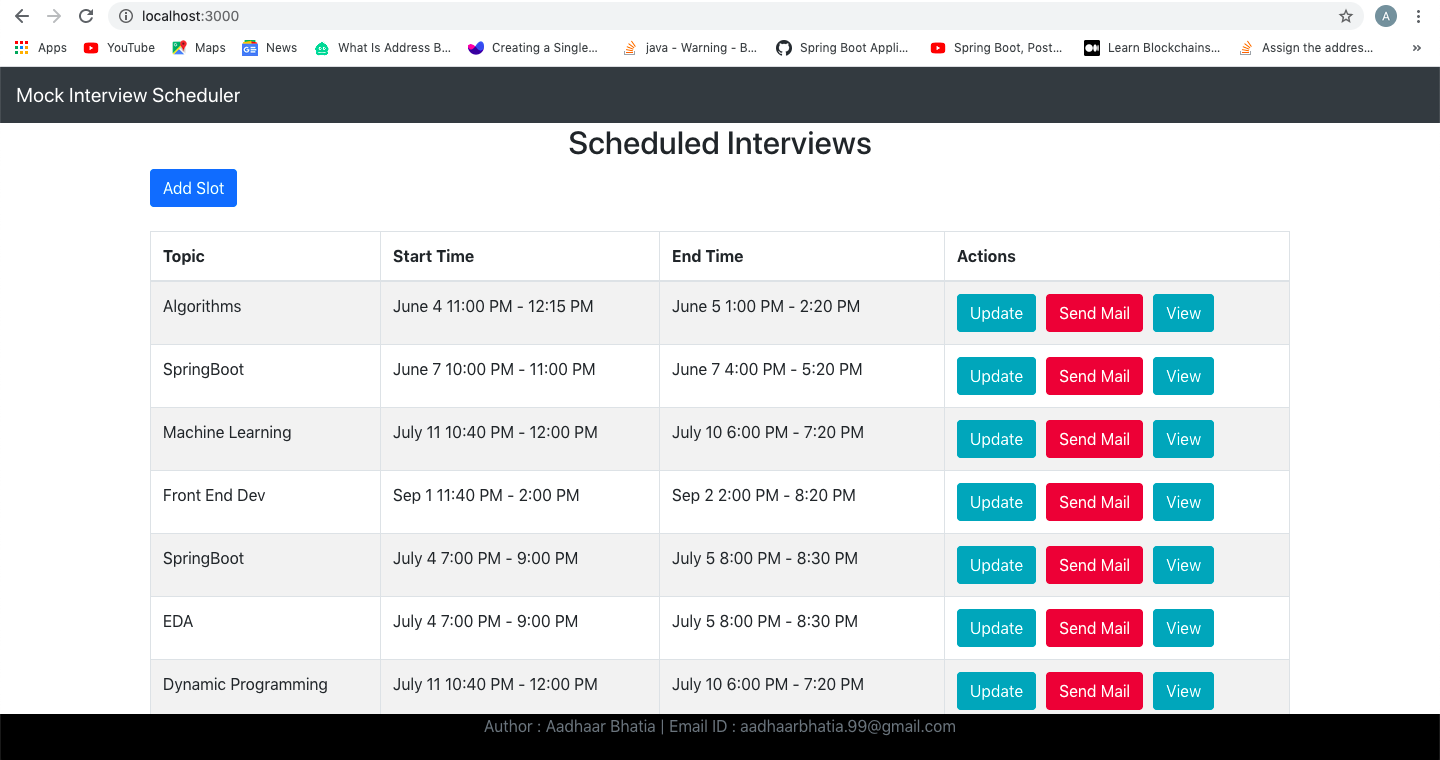 localhost:3000
A
Apps YouTube Maps News What Is Address B... Creating a Single... java - Warning - B... Spring Boot Appli... Spring Boot, Post... Learn Blockchains... Assign the addres... »
Mock Interview Scheduler
Scheduled Interviews
Add Slot
Topic Start Time End Time Actions
Algorithms June 4 11:00 PM - 12:15 PM June 5 1:00 PM - 2:20 PM Update Send Mail View
SpringBoot June 7 10:00 PM - 11:00 PM June 7 4:00 PM - 5:20 PM Update Send Mail View
Machine Learning July 11 10:40 PM - 12:00 PM July 10 6:00 PM - 7:20 PM Update Send Mail View
Front End Dev Sep 1 11:40 PM - 2:00 PM Sep 2 2:00 PM - 8:20 PM Update Send Mail View
SpringBoot July 4 7:00 PM - 9:00 PM July 5 8:00 PM - 8:30 PM Update Send Mail View
EDA July 4 7:00 PM - 9:00 PM July 5 8:00 PM - 8:30 PM Update Send Mail View
Dynamic Programming July 11 10:40 PM - 12:00 PM July 10 6:00 PM - 7:20 PM Update Send Mail View
Author : Aadhaar Bhatia | Email ID : aadhaarbhatia.99@gmail.com